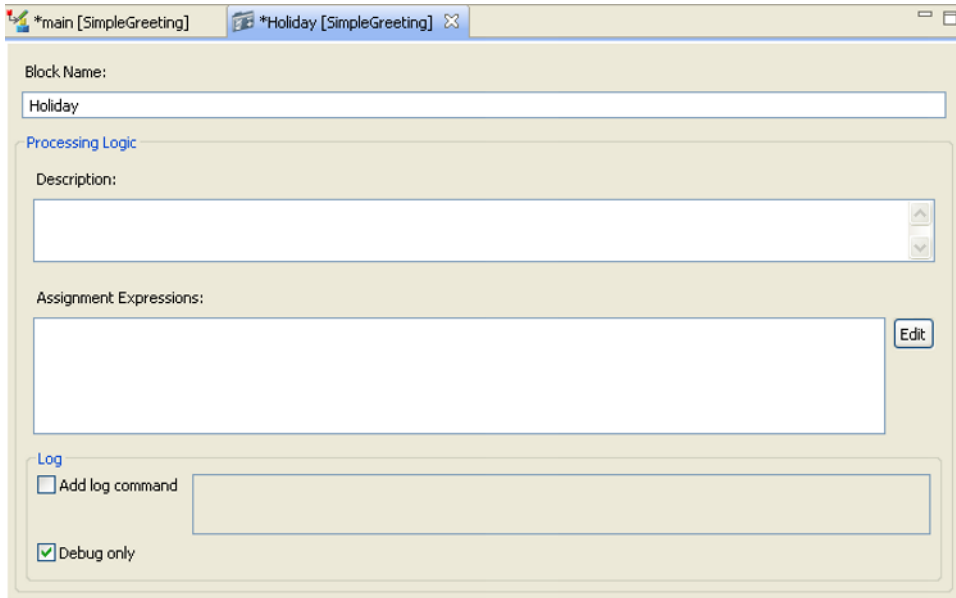 *main [SimpleGreeting] *Holiday [SimpleGreeting]
Block Name:
Holiday
Processing Logic
Description:
Assignment Expressions:
Edit
Log
Add log command
Debug only